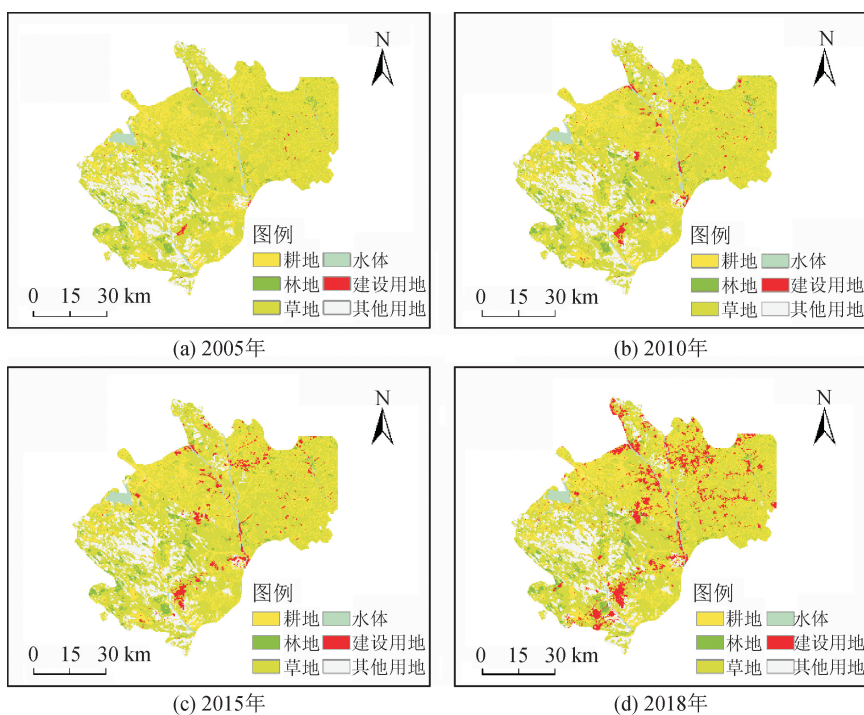 N
图例
耕地 水体
林地 建设用地
草地 其他用地
0 15 30 km
(a) 2005年
N
图例
耕地 水体
林地 建设用地
草地 其他用地
0 15 30 km
(b) 2010年
N
图例
耕地 水体
林地 建设用地
草地 其他用地
0 15 30 km
(c) 2015年
N
图例
耕地 水体
林地 建设用地
草地 其他用地
0 15 30 km
(d) 2018年